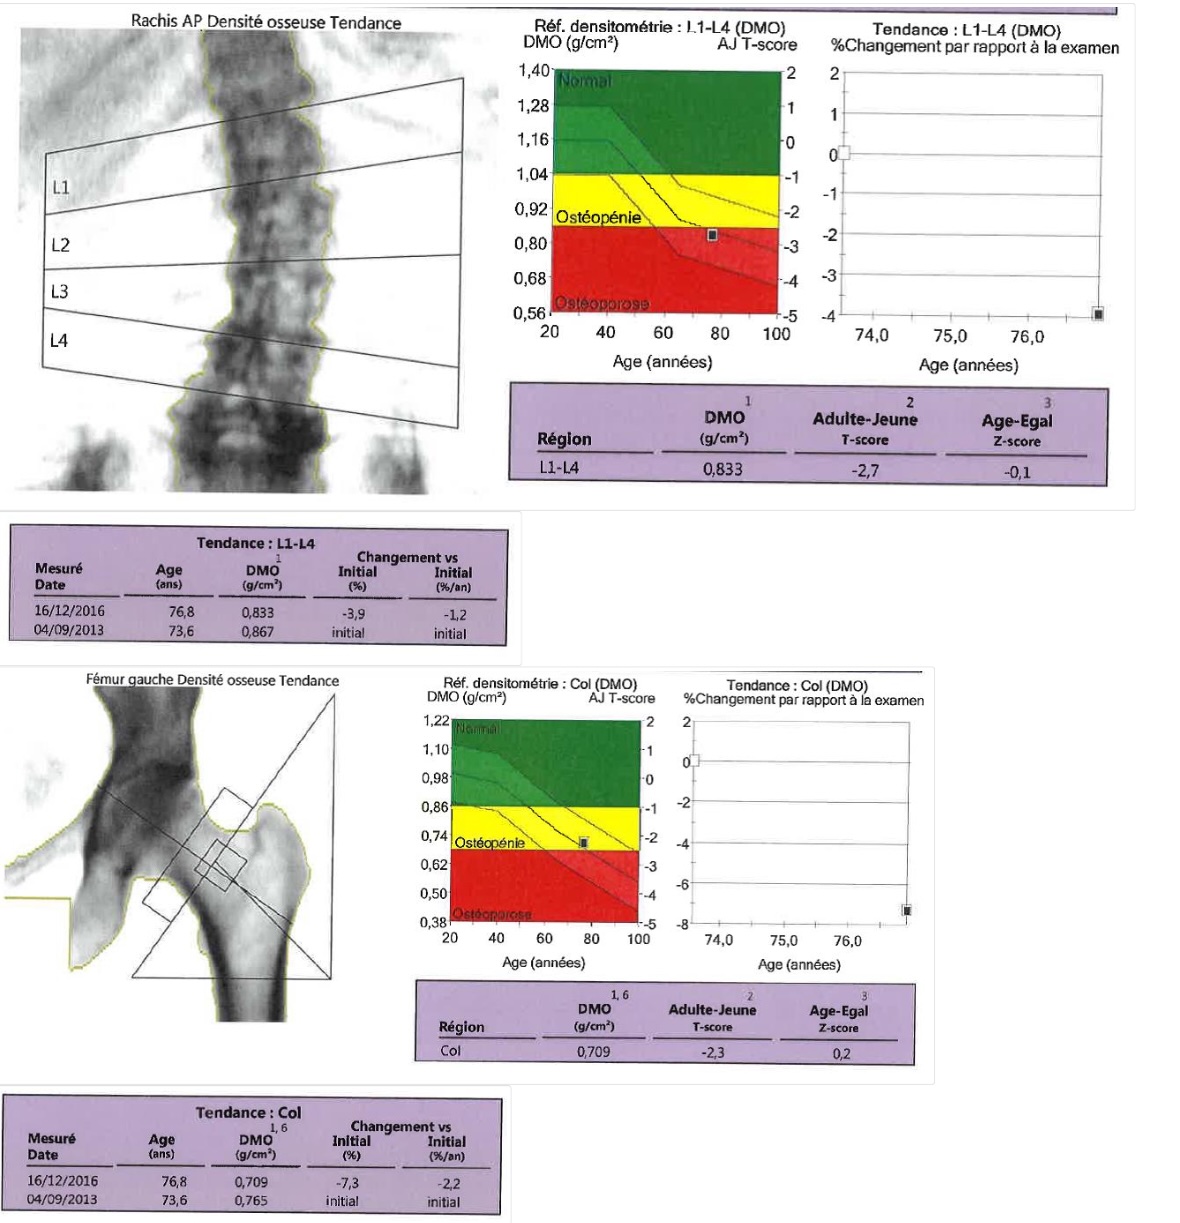 Rachis AP Densité osseuse Tendance
L1
L2
L3
L4
Réf. densitométrie : L1-L4 (DMO)
DMO (g/cm²) AJ T-score
1,40 2
1,28 1
1,16 0
1,04 -1
0,92 -2
0,80 -3
0,68 -4
0,56 -5
Normal
Ostéopénie
Ostéoporose
20 40 60 80 100
Age (années)
Tendance : L1-L4 (DMO)
%Changement par rapport à la examen
2
1
0
-1
-2
-3
-4
74,0 75,0 76,0
Age (années)
1 2 3
DMO Adulte-Jeune Age-Egal
Région (g/cm²) T-score Z-score
L1-L4 0,833 -2,7 -0,1
Tendance : L1-L4
1
Changement vs
Mesuré Age DMO Initial Initial
Date (ans) (g/cm²) (%) (%/an)
16/12/2016 76,8 0,833 -3,9 -1,2
04/09/2013 73,6 0,867 initial initial
Fémur gauche Densité osseuse Tendance
Réf. densitométrie : Col (DMO)
DMO (g/cm²) AJ T-score
1,22 2
1,10 1
0,98 0
0,86 -1
0,74 -2
0,62 -3
0,50 -4
0,38 -5
Normal
Ostéopénie
Ostéoporose
20 40 60 80 100
Age (années)
Tendance : Col (DMO)
%Changement par rapport à la examen
2
0
-2
-4
-6
-8
74,0 75,0 76,0
Age (années)
1, 6 2 3
DMO Adulte-Jeune Age-Egal
Région (g/cm²) T-score Z-score
Col 0,709 -2,3 0,2
Tendance : Col
1, 6
Changement vs
Mesuré Age DMO Initial Initial
Date (ans) (g/cm²) (%) (%/an)
16/12/2016 76,8 0,709 -7,3 -2,2
04/09/2013 73,6 0,765 initial initial